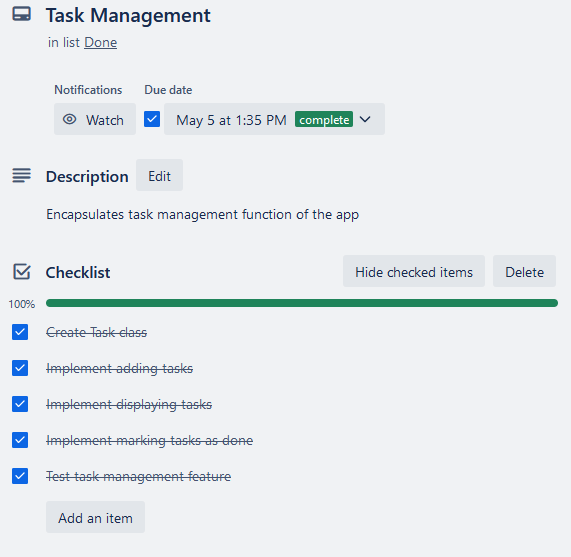 Task Management
in list Done
Notifications Due date
Watch May 5 at 1:35 PM complete
Description Edit
Encapsulates task management function of the app
Checklist Hide checked items Delete
100%
Create Task class
Implement adding tasks
Implement displaying tasks
Implement marking tasks as done
Test task management feature
Add an item